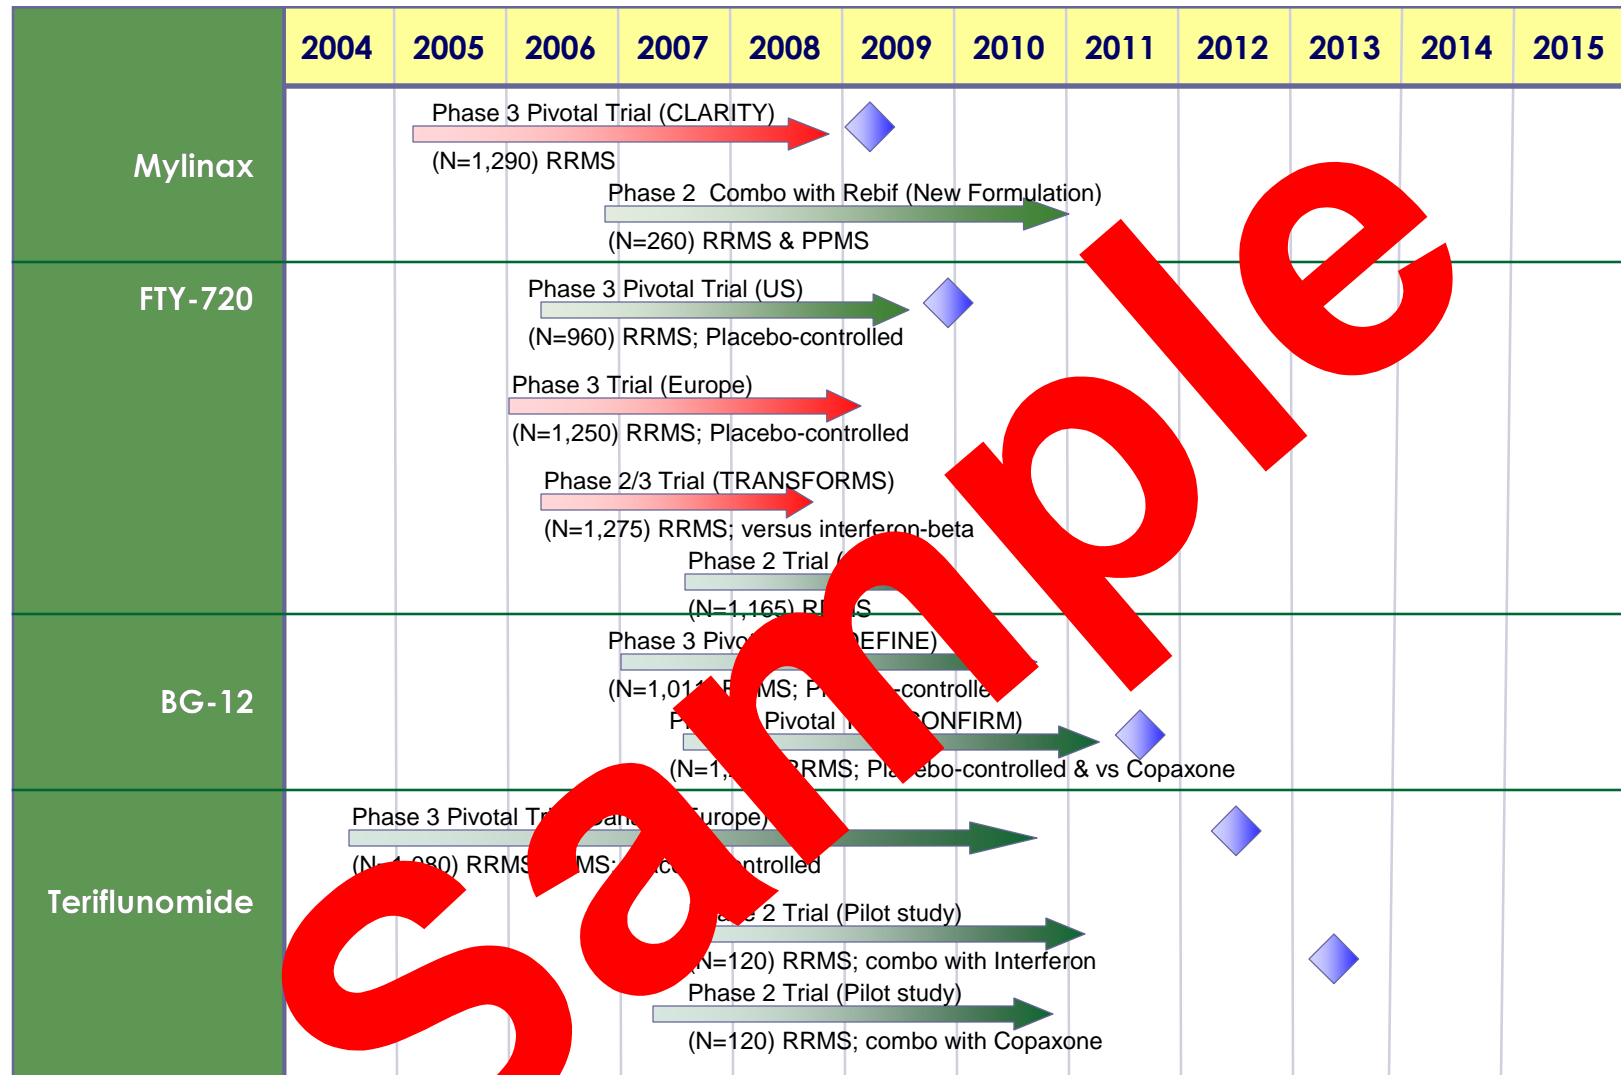 2004 2005 2006 2007 2008 2009 2010 2011 2012 2013 2014 2015
Mylinax
Phase 3 Pivotal Trial (CLARITY)
(N=1,290) RRMS
Phase 2 Combo with Rebif (New Formulation)
(N=260) RRMS & PPMS
FTY-720
Phase 3 Pivotal Trial (US)
(N=960) RRMS; Placebo-controlled
Phase 3 Trial (Europe)
(N=1,250) RRMS; Placebo-controlled
Phase 2/3 Trial (TRANSFORMS)
(N=1,275) RRMS; versus interferon-beta
Phase 2 Trial
(N=1,165)
BG-12
Phase 3
Pivotal
& vs Copaxone
Teriflunomide
Phase 3 Pivotal
Phase 2 Trial (Pilot study)
(N=120) RRMS; combo with Interferon
Phase 2 Trial (Pilot study)
(N=120) RRMS; combo with Copaxone
Sample